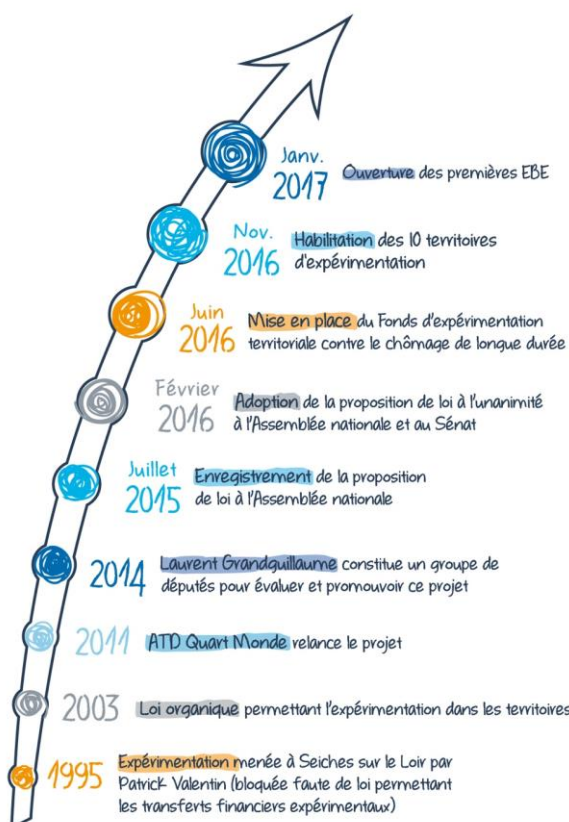 Janv.
2017
Ouverture des premières EBE
Nov.
2016
Habilitation des 10 territoires
d'expérimentation
Juin
2016
Mise en place du Fonds d'expérimentation
territoriale contre le chômage de longue durée
Février
2016
Adoption de la proposition de loi à l'unanimité
à l'Assemblée nationale et au Sénat
Juillet
2015
Enregistrement de la proposition
de loi à l'Assemblée nationale
2014
Laurent Grandguillaume constitue un groupe de
députés pour évaluer et promouvoir ce projet
2011
ATD Quart Monde relance le projet
2003
Loi organique permettant l'expérimentation dans les territoires
1995
Expérimentation menée à Seiches sur le Loir par
Patrick Valentin (bloquée faute de loi permettant
les transferts financiers expérimentaux)